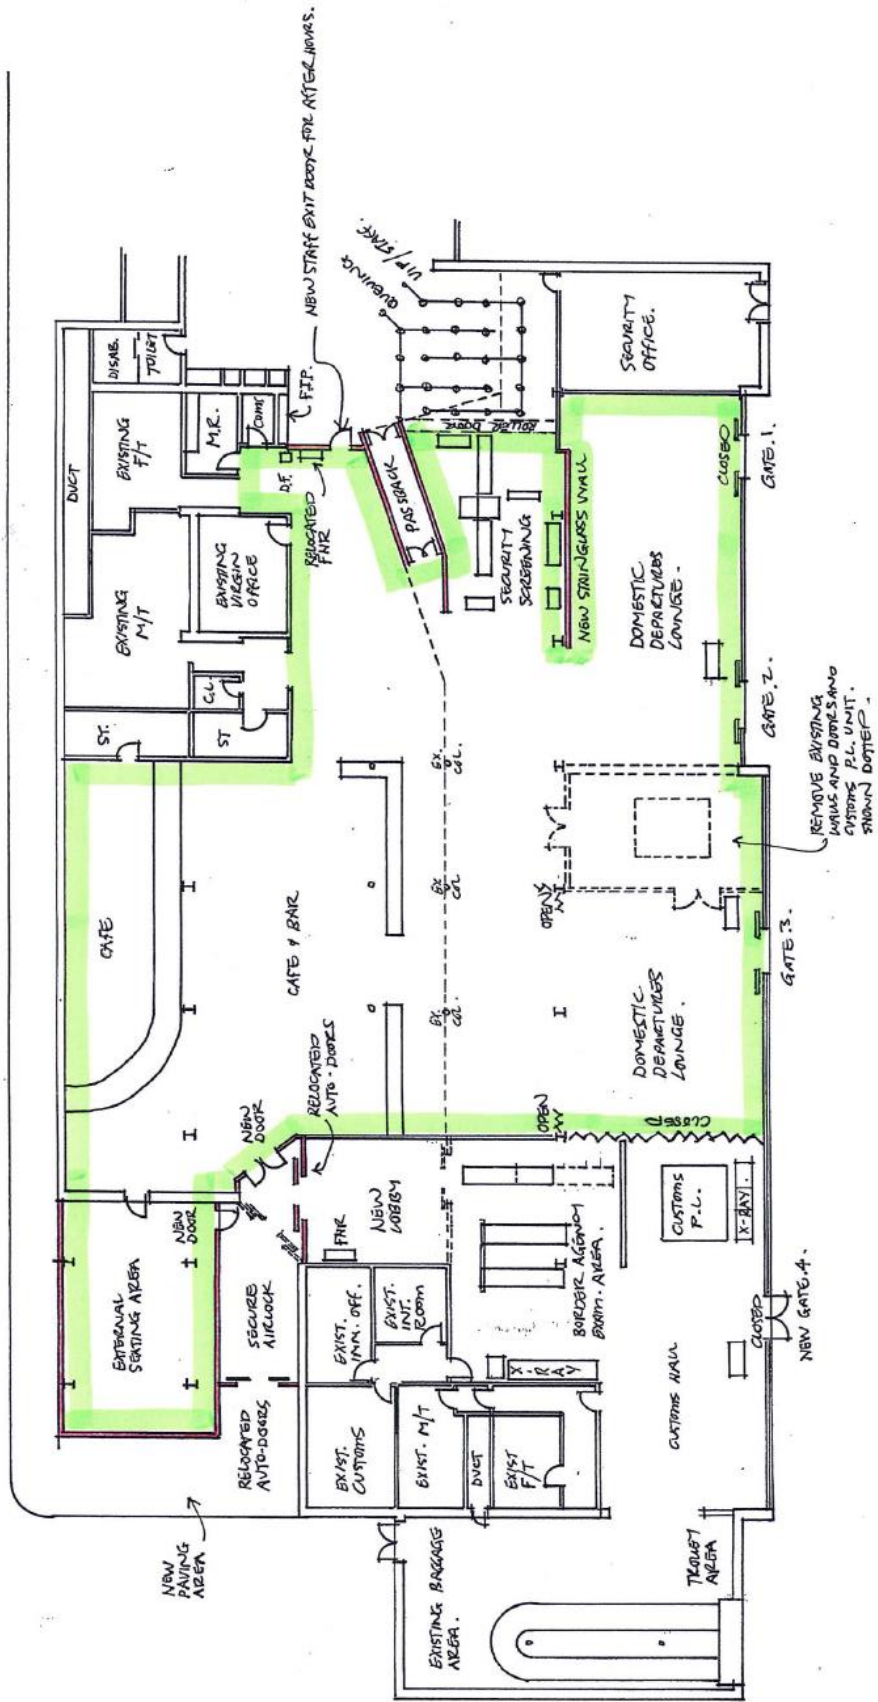 NEW STAFF EXIT DOOR FOR AFTER HOURS.
VIP/STAFF.
QUEUING
DISAB.
TOILET
DUCT
EXISTING
F/T
M.R.
COMS
F.I.P.
D.F.
RELOCATED
FHR
PASSBACK
ROLLER DOOR
SECURITY
OFFICE.
EXISTING
M/T
EXISTING
VIRGIN
OFFICE
CL.
ST.
ST
SECURITY
SCREENING
NEW STRINGLASS WALL
DOMESTIC
DEPARTURES
LOUNGE.
CLOSED
GATE.1.
GATE.2.
CAFE
CAFE & BAR
EX.
COL.
EX
COL
EX.
COL.
OPEN
REMOVE EXISTING
WALLS AND DOORS AND
CUSTOMS P.L. UNIT.
SHOWN DOTTED.
DOMESTIC
DEPARTURES
LOUNGE.
GATE.3.
OPEN
CLOSED
NEW
DOOR
RELOCATED
AUTO-DOORS
NEW
DOOR
EXTERNAL
SEATING AREA
SECURE
AIRLOCK
FHR
NEW
LOBBY
EXIST.
IMM. OFF.
EXIST.
INT.
ROOM
BORDER AGENCY
EXAM. AREA.
X-RAY
CUSTOMS
P.L.
X-RAY.
CLOSED
NEW GATE.4.
CUSTOMS HALL
RELOCATED
AUTO-DOORS
EXIST.
CUSTOMS
EXIST. M/T
DUCT
EXIST
F/T
NEW
PAVING
AREA
EXISTING BAGGAGE
AREA.
TROLLEY
AREA